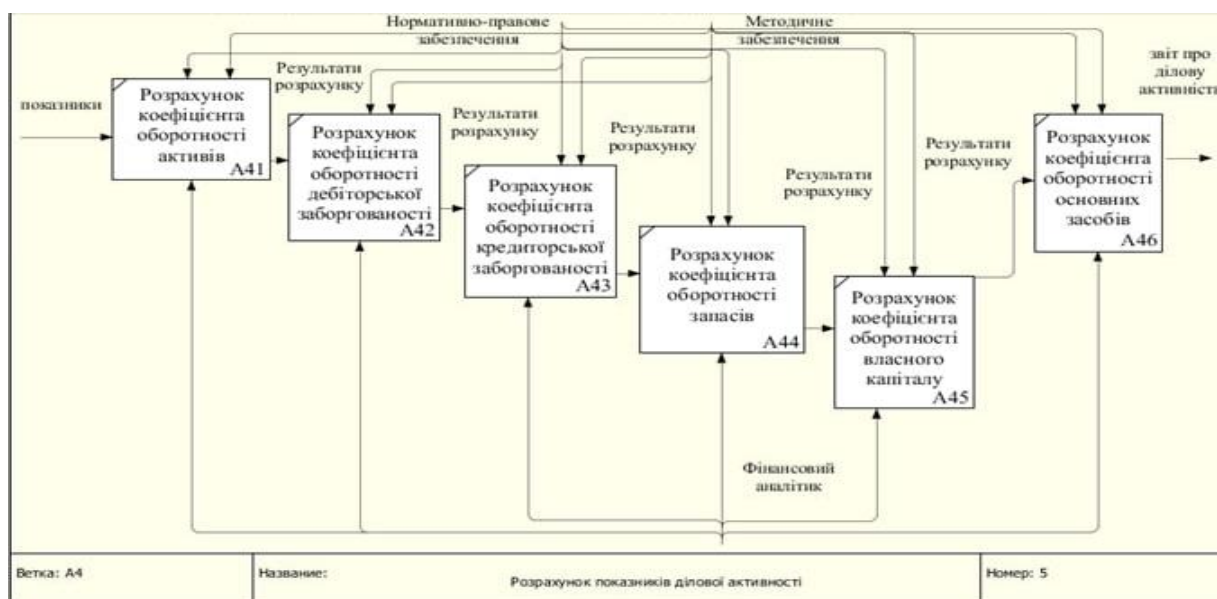 Нормативно-правове
забезпечення
Методичне
забезпечення
показники
Розрахунок
коефіцієнта
оборотності
активів
A41
Результати
розрахунку
Розрахунок
коефіцієнта
оборотності
дебіторської
заборгованості
A42
Результати
розрахунку
Розрахунок
коефіцієнта
оборотності
кредиторської
заборгованості
A43
Результати
розрахунку
Розрахунок
коефіцієнта
оборотності
запасів
A44
Результати
розрахунку
Розрахунок
коефіцієнта
оборотності
власного
капіталу
A45
Результати
розрахунку
Розрахунок
коефіцієнта
оборотності
основних
засобів
A46
звіт про
ділову
активність
Фінансовий
аналітик
Ветка: A4
Название:
Розрахунок показників ділової активності
Номер: 5